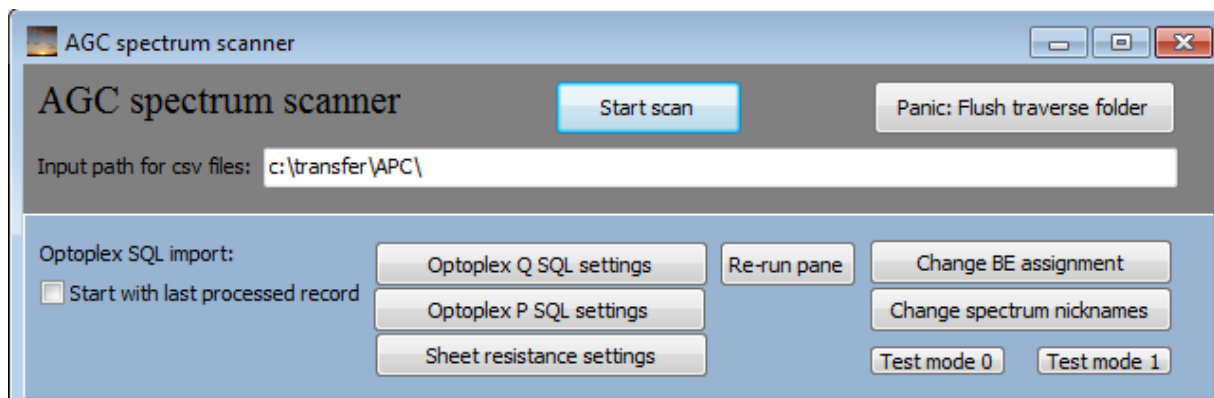 AGC spectrum scanner
AGC spectrum scanner
Start scan
Panic: Flush traverse folder
Input path for csv files: c:\transfer\APC\
Optoplex SQL import:
Start with last processed record
Optoplex Q SQL settings
Optoplex P SQL settings
Sheet resistance settings
Re-run pane
Change BE assignment
Change spectrum nicknames
Test mode 0
Test mode 1